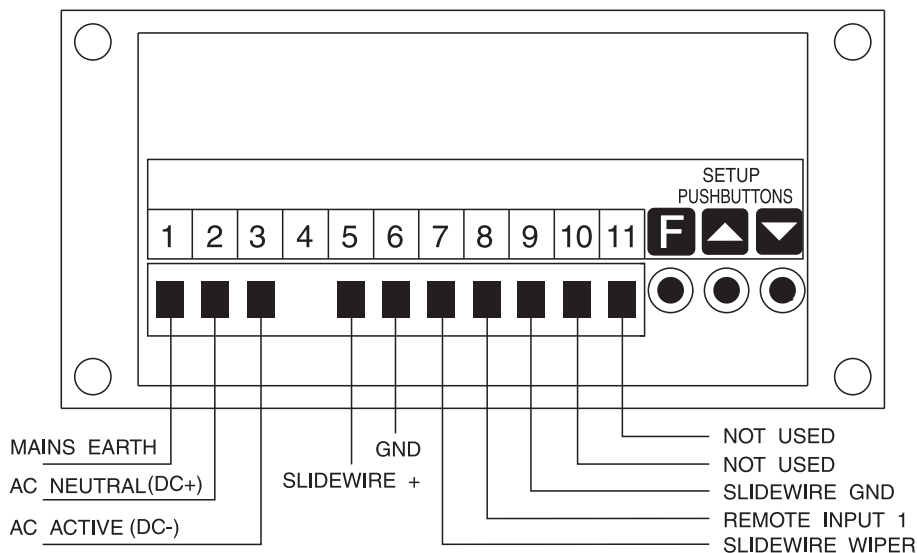 SETUP
PUSHBUTTONS
1 2 3 4 5 6 7 8 9 10 11 F
MAINS EARTH
AC NEUTRAL(DC+)
AC ACTIVE (DC-)
GND
SLIDEWIRE +
NOT USED
NOT USED
SLIDEWIRE GND
REMOTE INPUT 1
SLIDEWIRE WIPER